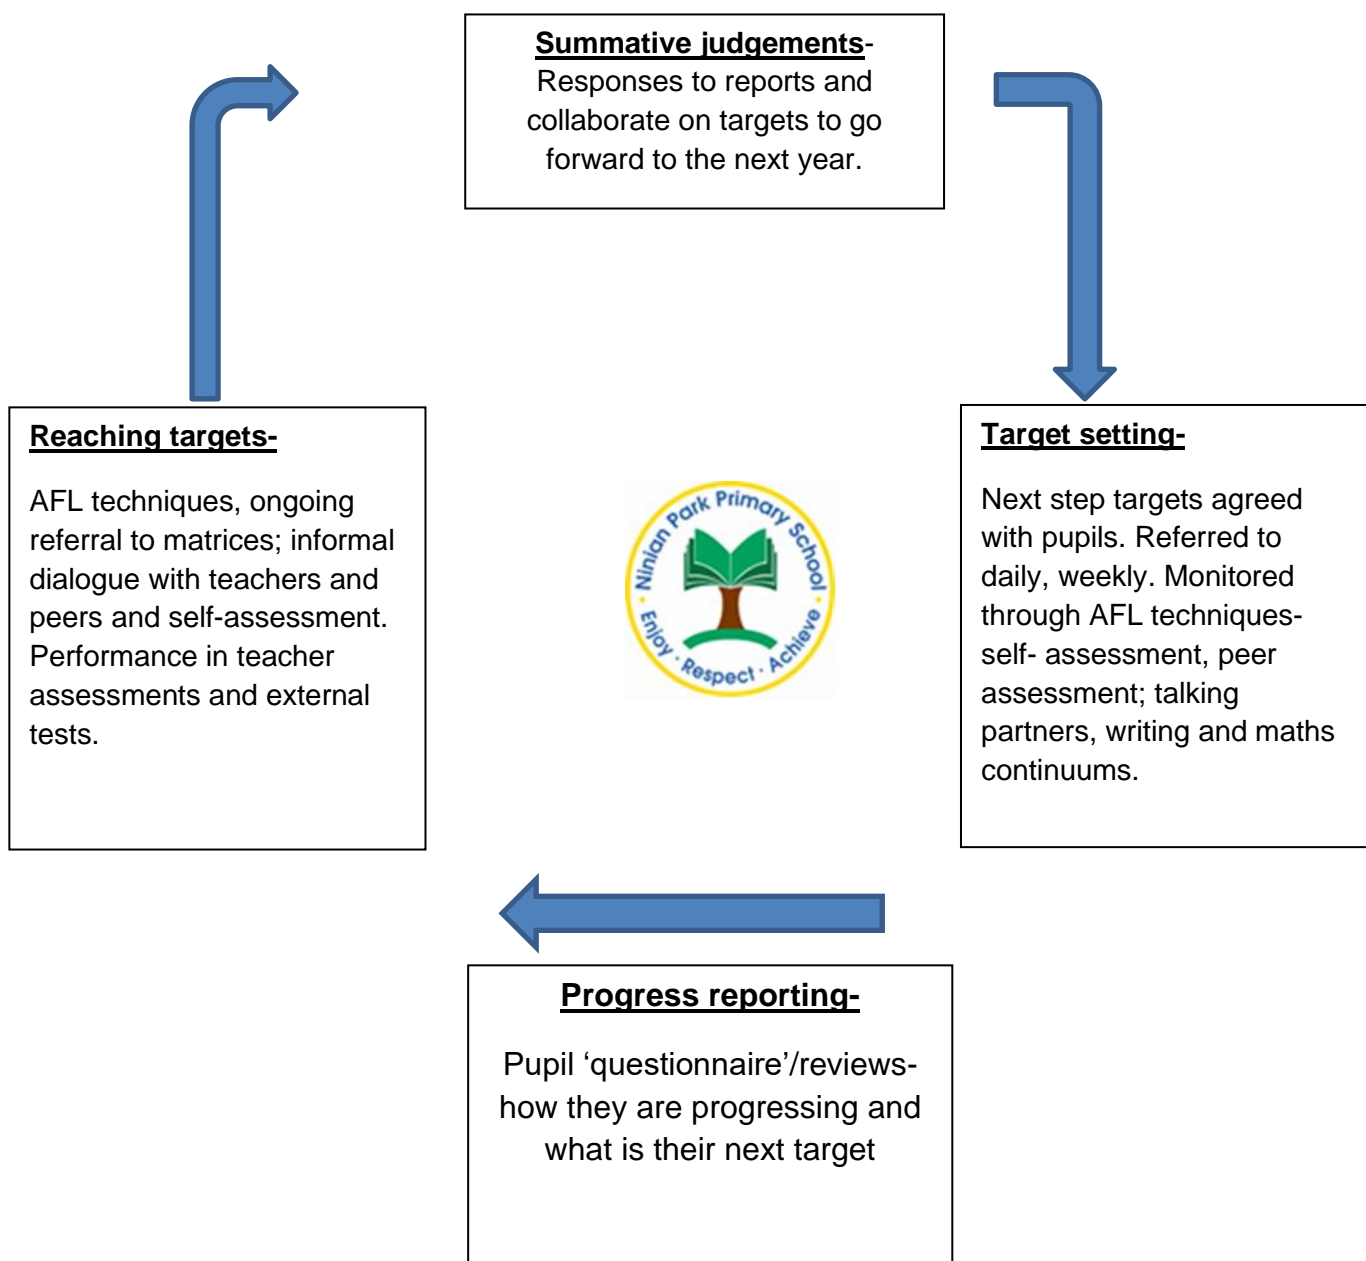 Summative judgements-
Responses to reports and
collaborate on targets to go
forward to the next year.
Reaching targets-
AFL techniques, ongoing
referral to matrices; informal
dialogue with teachers and
peers and self-assessment.
Performance in teacher
assessments and external
tests.
Ninian Park Primary School
· Enjoy · Respect · Achieve ·
Target setting-
Next step targets agreed
with pupils. Referred to
daily, weekly. Monitored
through AFL techniques-
self- assessment, peer
assessment; talking
partners, writing and maths
continuums.
Progress reporting-
Pupil ‘questionnaire’/reviews-
how they are progressing and
what is their next target